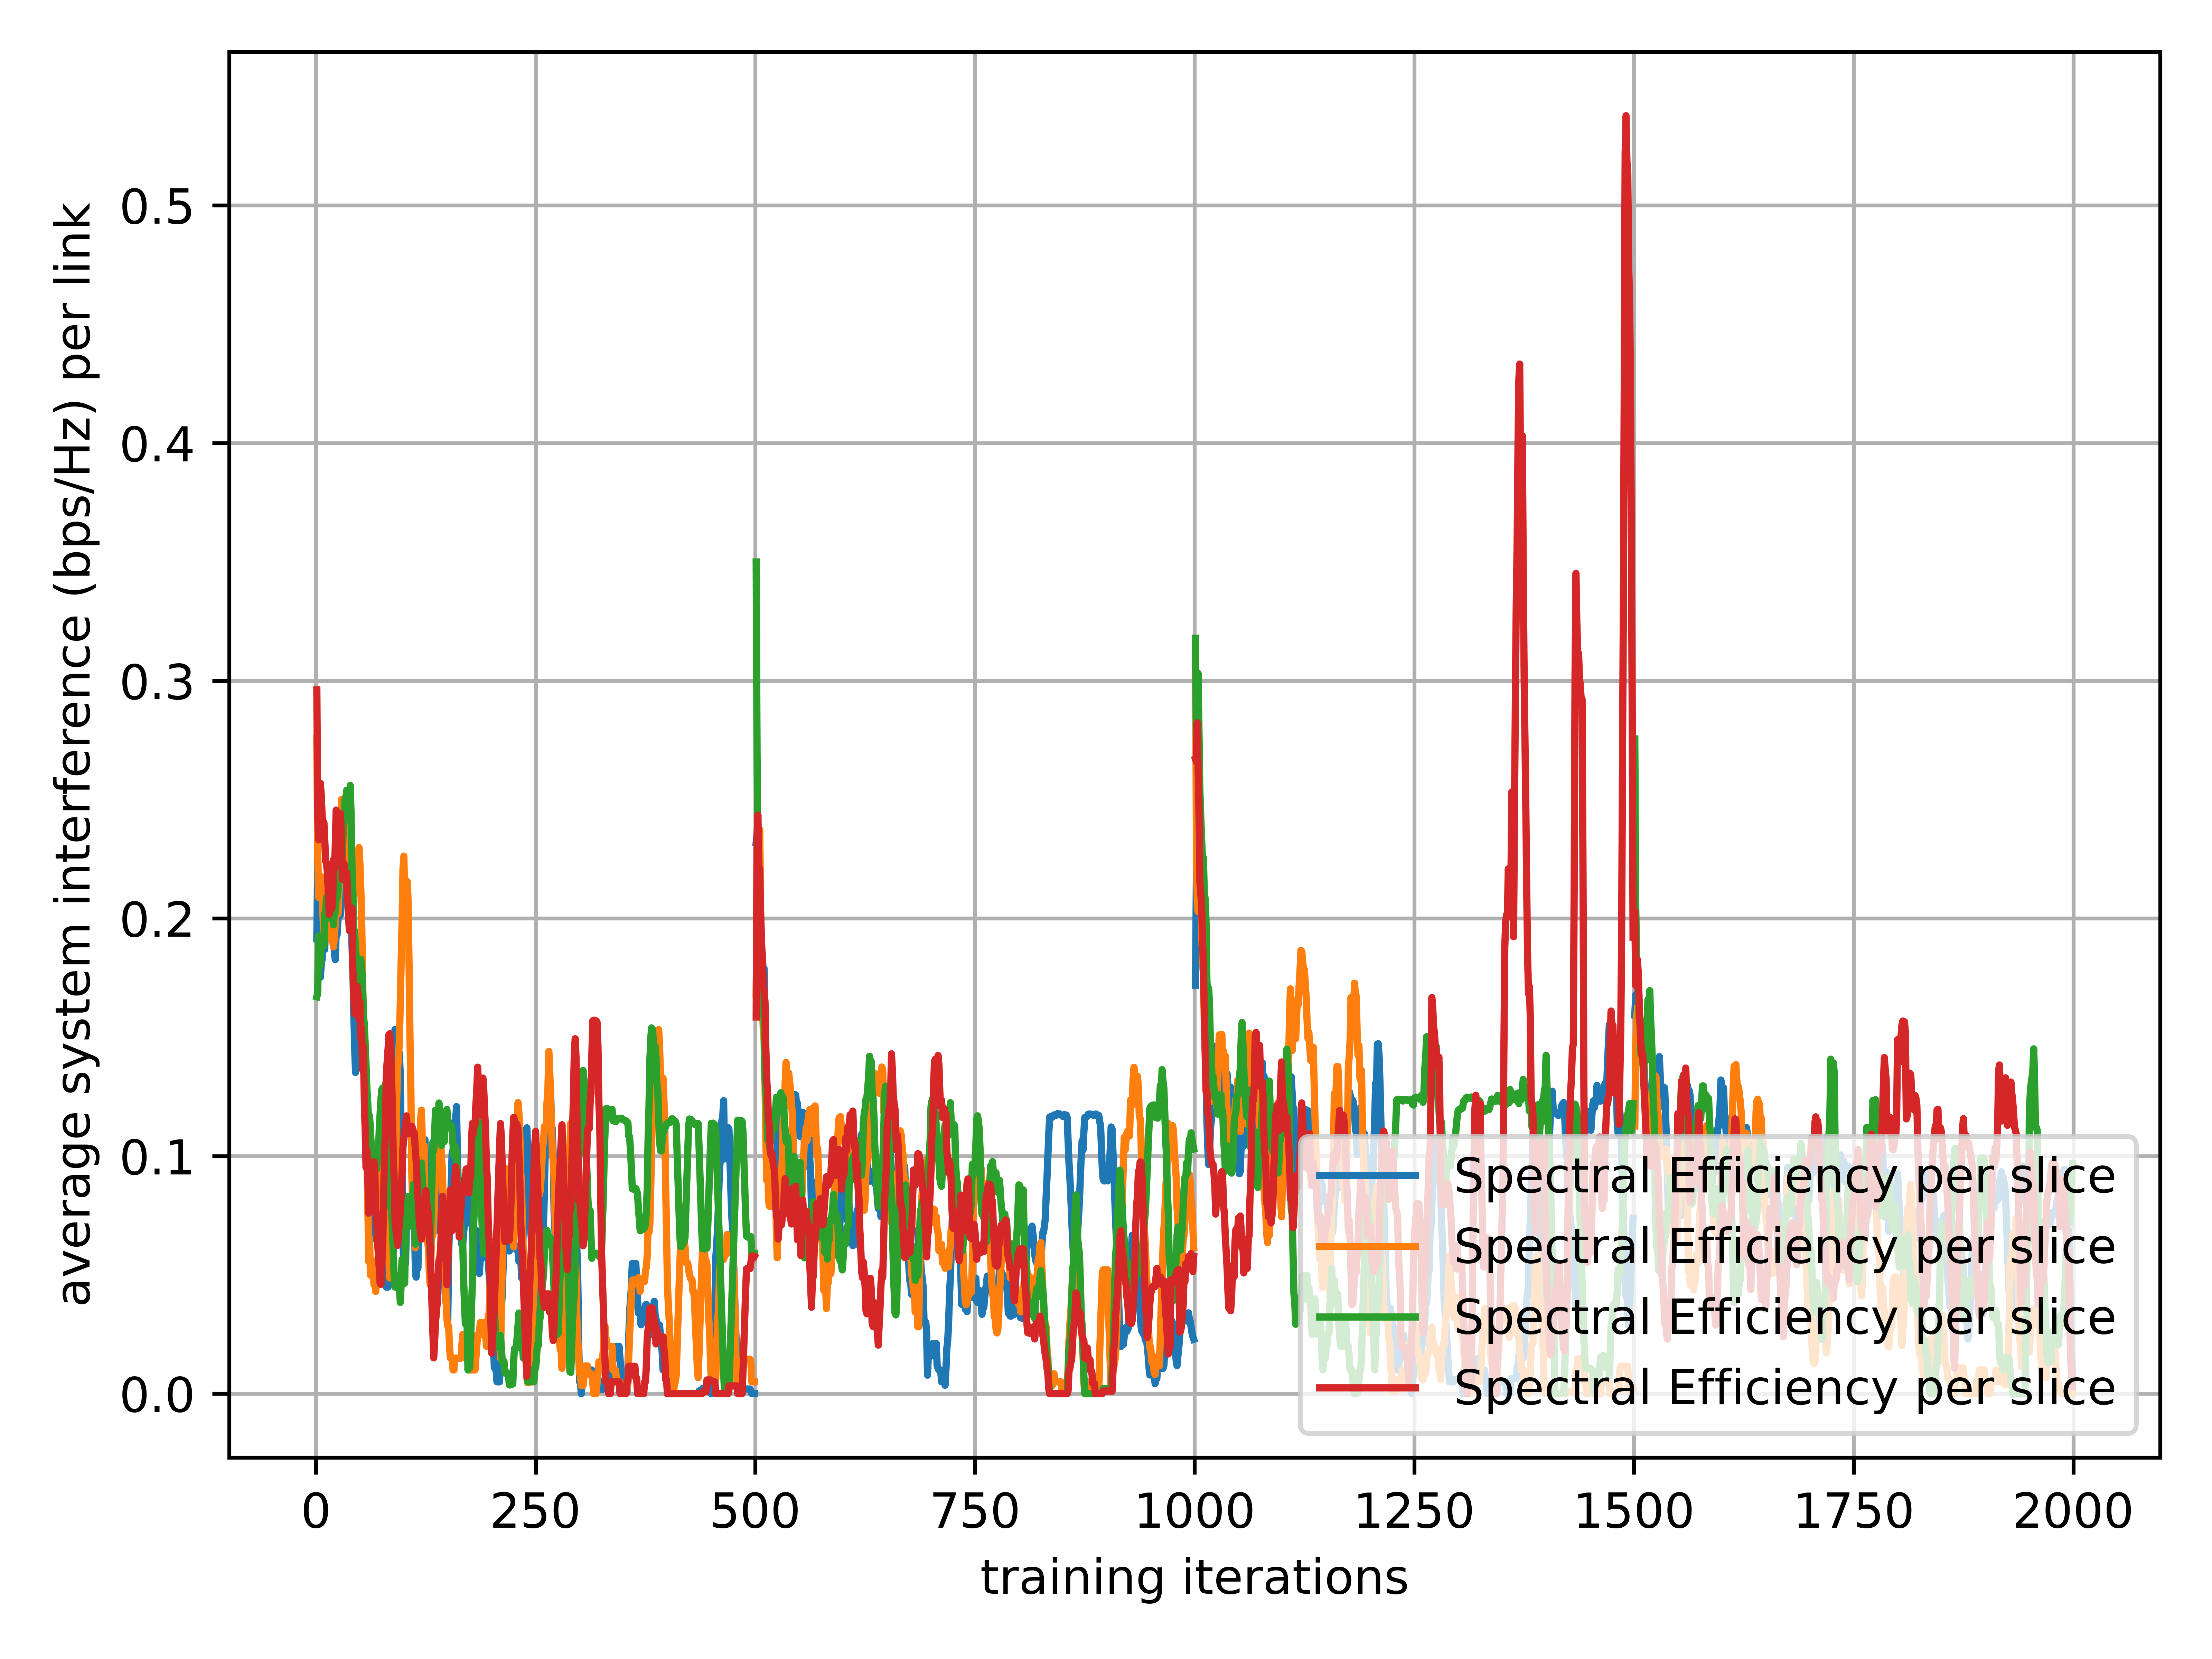 average system interference (bps/Hz) per link
0.5
0.4
0.3
0.2
0.1
0.0
Spectral Efficiency per slice
Spectral Efficiency per slice
Spectral Efficiency per slice
Spectral Efficiency per slice
0 250 500 750 1000 1250 1500 1750 2000
training iterations